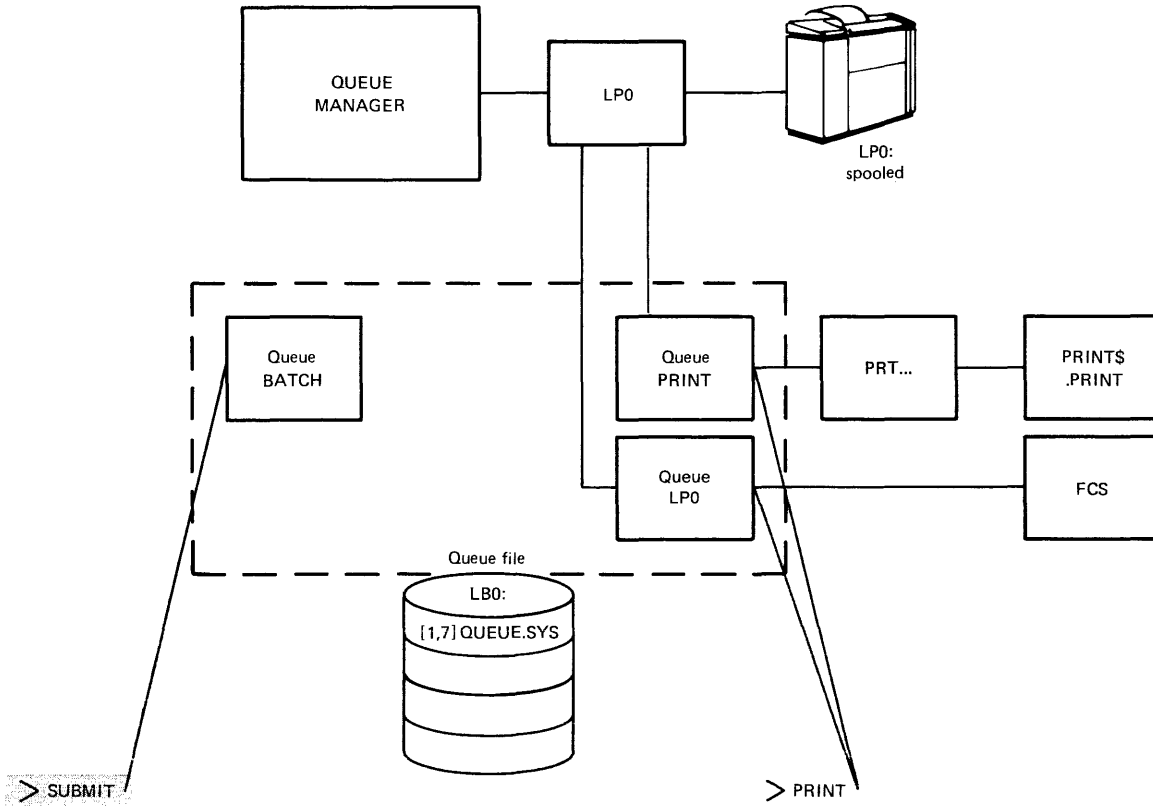 QUEUE
MANAGER
LP0
LP0:
spooled
Queue
BATCH
Queue
PRINT
PRT...
PRINT$
.PRINT
Queue
LP0
FCS
Queue file
LB0:
[1,7] QUEUE.SYS
> SUBMIT
> PRINT